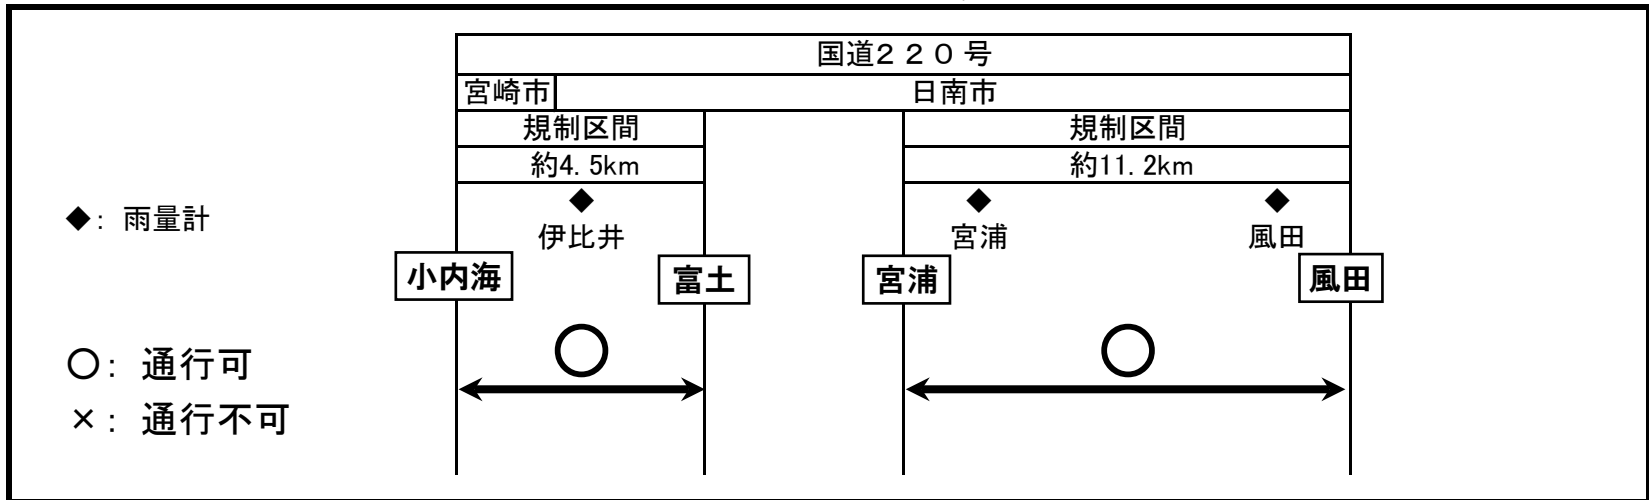 国道２２０号
宮崎市 日南市
規制区間 規制区間
約4.5km 約11.2km
◆ ◆ ◆
◆： 雨量計
伊比井 宮浦 風田
小内海 富土 宮浦 風田
○： 通行可
×： 通行不可